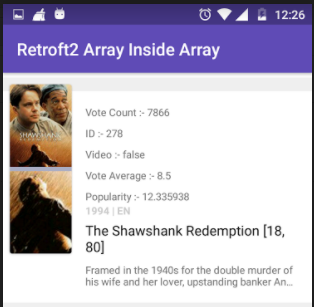 12:26
Retroft2 Array Inside Array
SHAWSHANK
Vote Count :- 7866
ID :- 278
Video :- false
Vote Average :- 8.5
Popularity :- 12.335938
1994 | EN
The Shawshank Redemption [18,
80]
Framed in the 1940s for the double murder of
his wife and her lover, upstanding banker An...